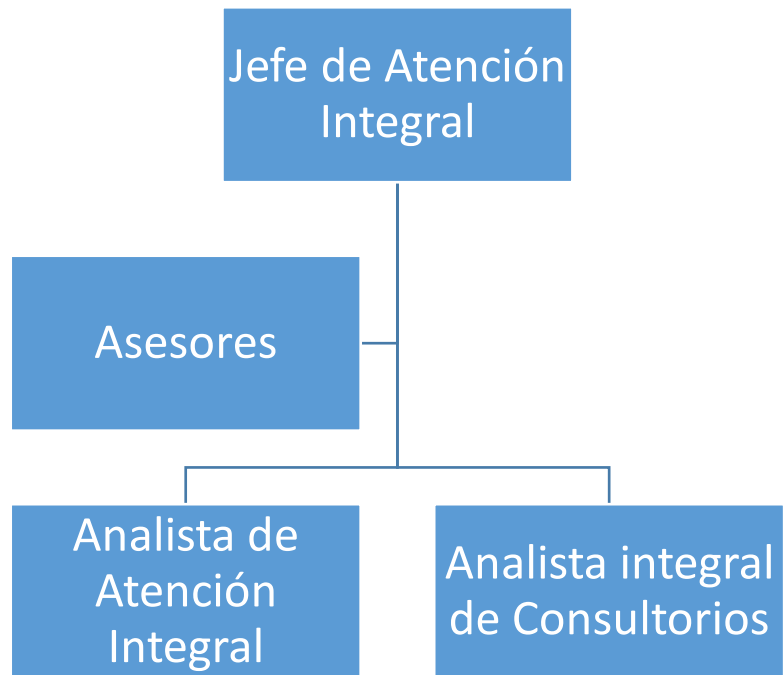 Jefe de Atención
Integral
Asesores
Analista de
Atención
Integral
Analista integral
de Consultorios